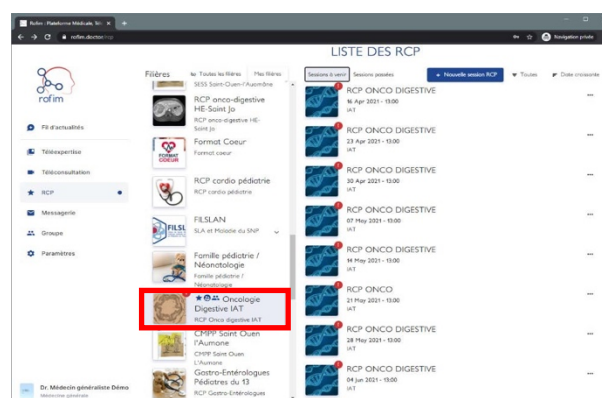 Rofim : Plateforme Médicale, Tél
rofim.doctor/rcp
Navigation privée
LISTE DES RCP
rofim
Fil d'actualités
Téléexpertise
Téléconsultation
RCP
Messagerie
Groupe
Paramètres
Dr. Médecin généraliste Démo
Médecine générale
Filières
Toutes les filières
Mes filières
SESS Saint-Ouen-l'Aumône
RCP onco-digestive
HE-Saint Jo
RCP onco-digestive HE-
Saint Jo
FORMAT
COEUR
Format Coeur
Format coeur
RCP cardio pédiatrie
RCP cardio pédiatrie
FILSL
FILSLAN
SLA et Maladie du SNP
Famille pédiatrie /
Néonatologie
Famille pédiatrie /
Néonatologie
Oncologie
Digestive IAT
RCP Onco digestive IAT
CMPP Saint Ouen
l'Aumone
CMPP Saint Ouen
L'Aumone
Gastro-Entérologues
Pédiatres du 13
RCP Gastro-Entérologues
Sessions à venir
Sessions passées
+ Nouvelle session RCP
Toutes
Date croissante
RCP ONCO DIGESTIVE
16 Apr 2021 - 13:00
IAT
RCP ONCO DIGESTIVE
23 Apr 2021 - 13:00
IAT
RCP ONCO DIGESTIVE
30 Apr 2021 - 13:00
IAT
RCP ONCO DIGESTIVE
07 May 2021 - 13:00
IAT
RCP ONCO DIGESTIVE
14 May 2021 - 13:00
IAT
RCP ONCO
21 May 2021 - 13:00
IAT
RCP ONCO DIGESTIVE
28 May 2021 - 13:00
IAT
RCP ONCO DIGESTIVE
04 Jun 2021 - 13:00
IAT